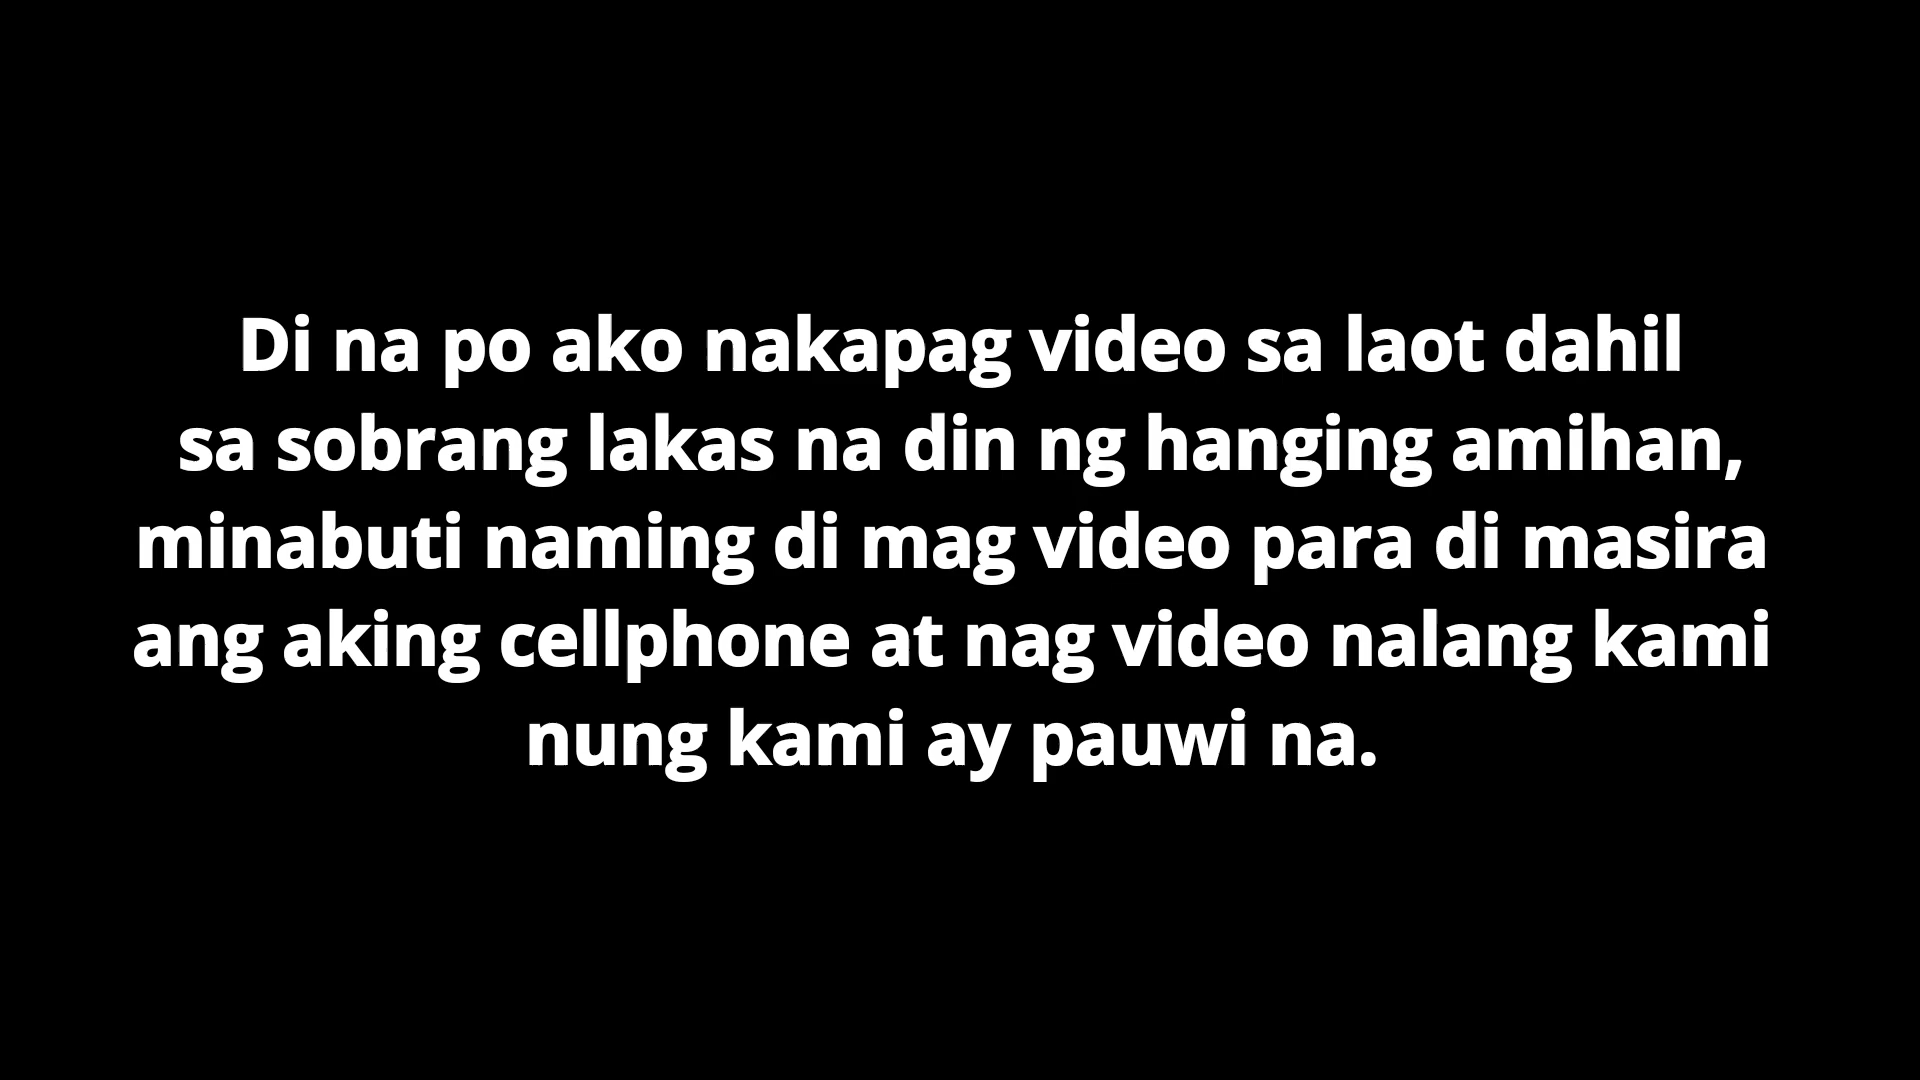 Di na po ako nakapag video sa laot dahil
sa sobrang lakas na din ng hanging amihan,
minabuti naming di mag video para di masira
ang aking cellphone at nag video nalang kami
nung kami ay pauwi na.